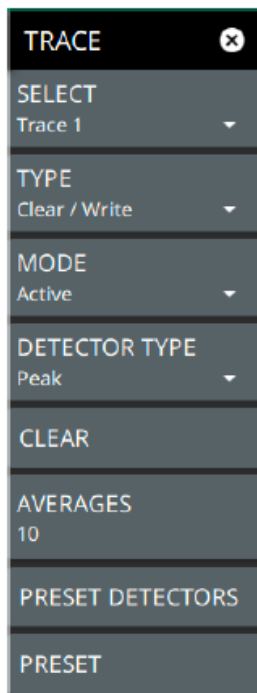 TRACE
SELECT
Trace 1
TYPE
Clear / Write
MODE
Active
DETECTOR TYPE
Peak
CLEAR
AVERAGES
10
PRESET DETECTORS
PRESET